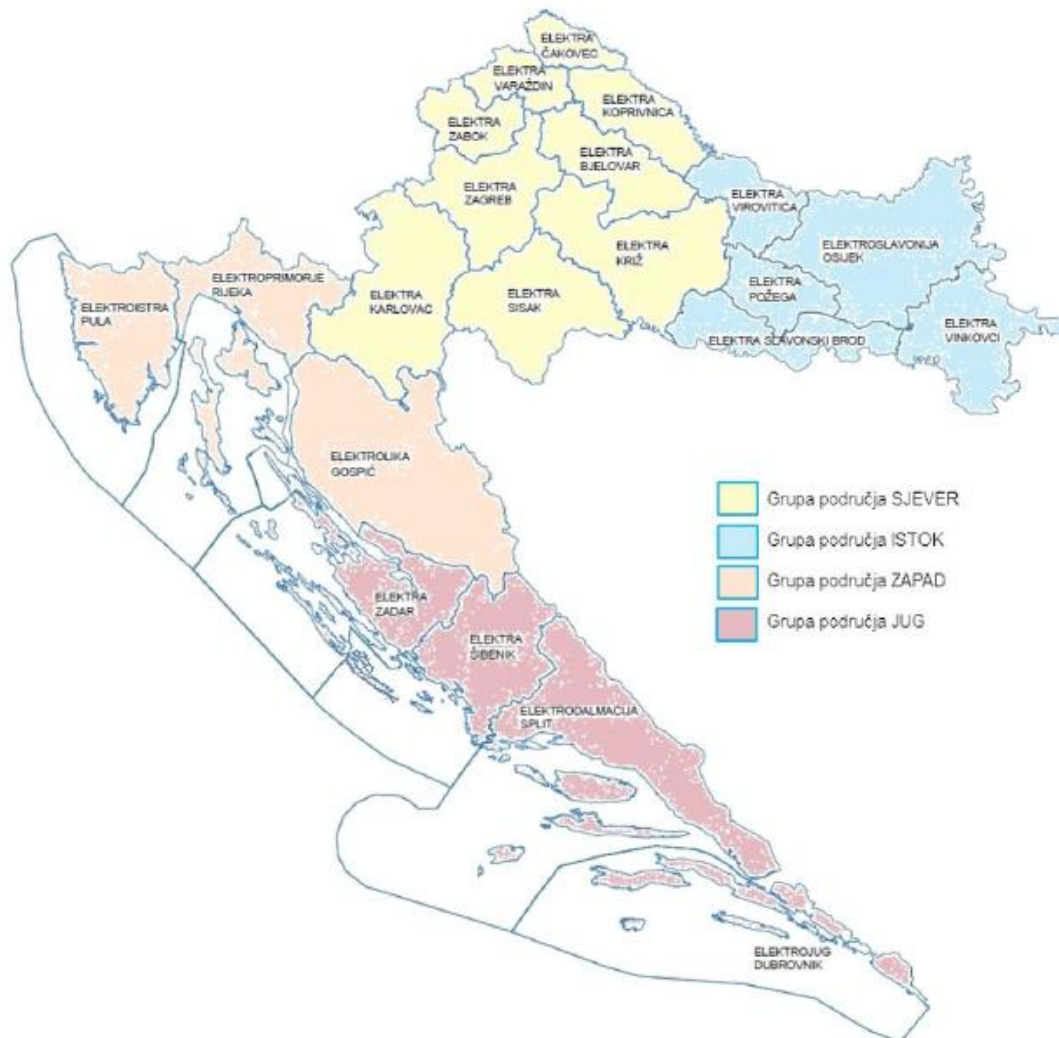 ELEKTRA
ČAKOVEC
ELEKTRA
VARAŽDIN
ELEKTRA
KOPRIVNICA
ELEKTRA
ZABOK
ELEKTRA
BJELOVAR
ELEKTRA
ZAGREB
ELEKTRA
VIROVITICA
ELEKTROSLAVONIJA
OSIJEK
ELEKTRA
KRIŽ
ELEKTROPRIMORJE
RIJEKA
ELEKTROISTRA
PULA
ELEKTRA
KARLOVAC
ELEKTRA
SISAK
ELEKTRA
POŽEGA
ELEKTRA SLAVONSKI BROD
ELEKTRA
VINKOVCI
ELEKTROLIKA
GOSPIĆ
Grupa područja SJEVER
Grupa područja ISTOK
Grupa područja ZAPAD
Grupa područja JUG
ELEKTRA
ZADAR
ELEKTRA
ŠIBENIK
ELEKTRODALMACIJA
SPLIT
ELEKTROJUG
DUBROVNIK